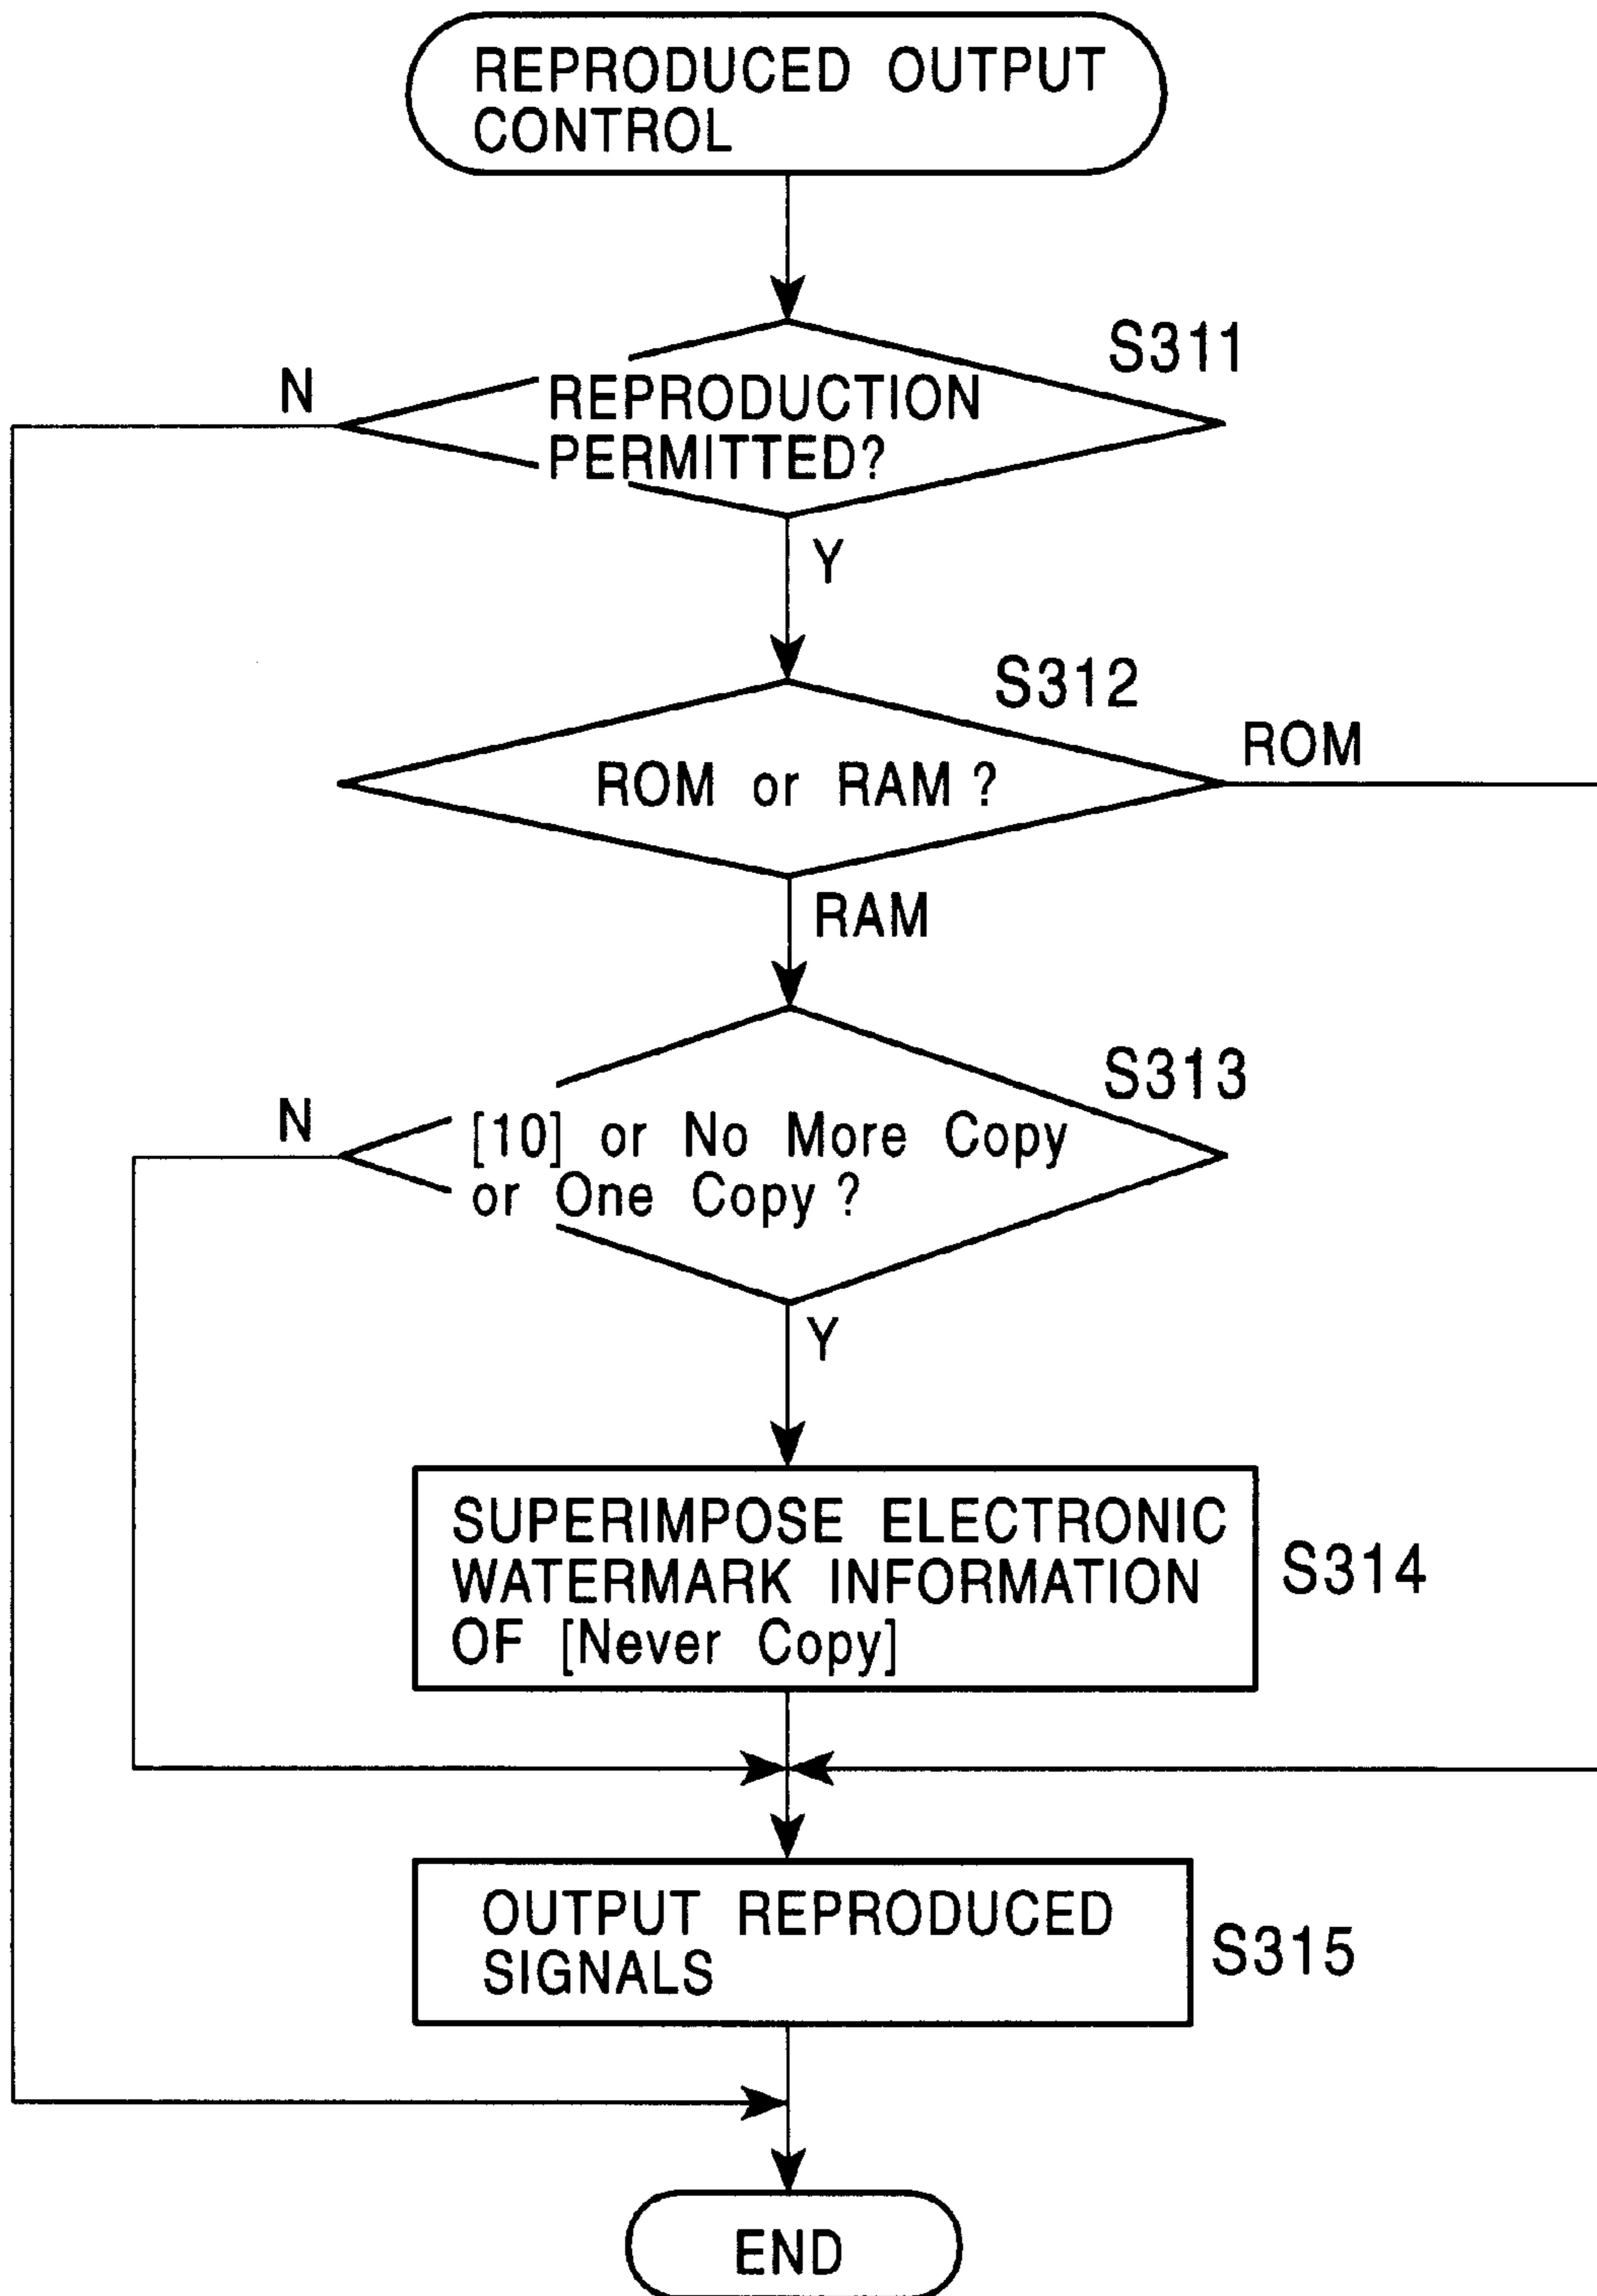 REPRODUCED OUTPUT
CONTROL
S311
N
REPRODUCTION
PERMITTED?
Y
S312
ROM
ROM or RAM ?
RAM
S313
N
[10] or No More Copy
or One Copy ?
Y
SUPERIMPOSE ELECTRONIC
WATERMARK INFORMATION
OF [Never Copy]
S314
OUTPUT REPRODUCED
SIGNALS
S315
END